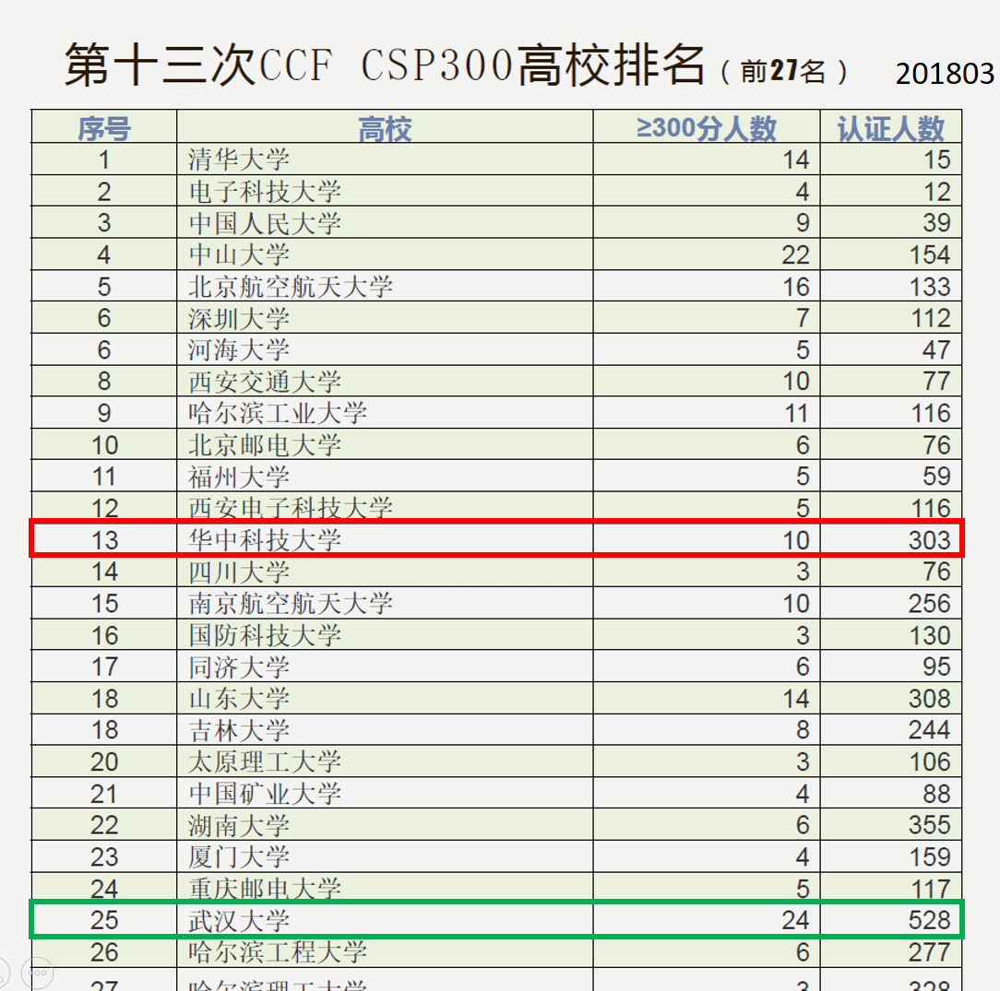 第十三次CCF CSP300高校排名（前27名） 201803
序号 高校 ≥300分人数 认证人数
1 清华大学 14 15
2 电子科技大学 4 12
3 中国人民大学 9 39
4 中山大学 22 154
5 北京航空航天大学 16 133
6 深圳大学 7 112
6 河海大学 5 47
8 西安交通大学 10 77
9 哈尔滨工业大学 11 116
10 北京邮电大学 6 76
11 福州大学 5 59
12 西安电子科技大学 5 116
13 华中科技大学 10 303
14 四川大学 3 76
15 南京航空航天大学 10 256
16 国防科技大学 3 130
17 同济大学 6 95
18 山东大学 14 308
18 吉林大学 8 244
20 太原理工大学 3 106
21 中国矿业大学 4 88
22 湖南大学 6 355
23 厦门大学 4 159
24 重庆邮电大学 5 117
25 武汉大学 24 528
26 哈尔滨工程大学 6 277
27 哈尔滨理工大学 3 328